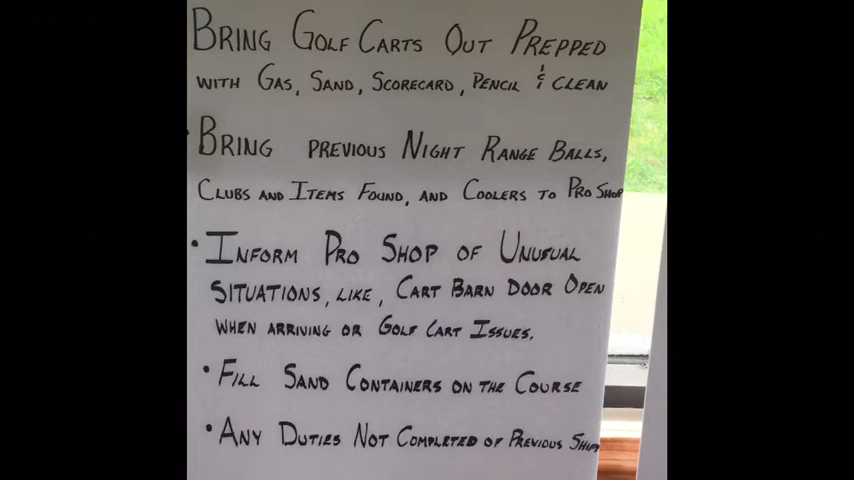 Bring Golf Carts Out Prepped
with Gas, Sand, Scorecard, Pencil & clean
• Bring previous Night Range Balls,
Clubs and Items Found, and Coolers to Pro Shop
• Inform Pro Shop of Unusual
Situations, like, Cart Barn Door Open
when arriving or Golf Cart Issues.
• Fill Sand Containers on the Course
• Any Duties Not Completed of Previous Shift